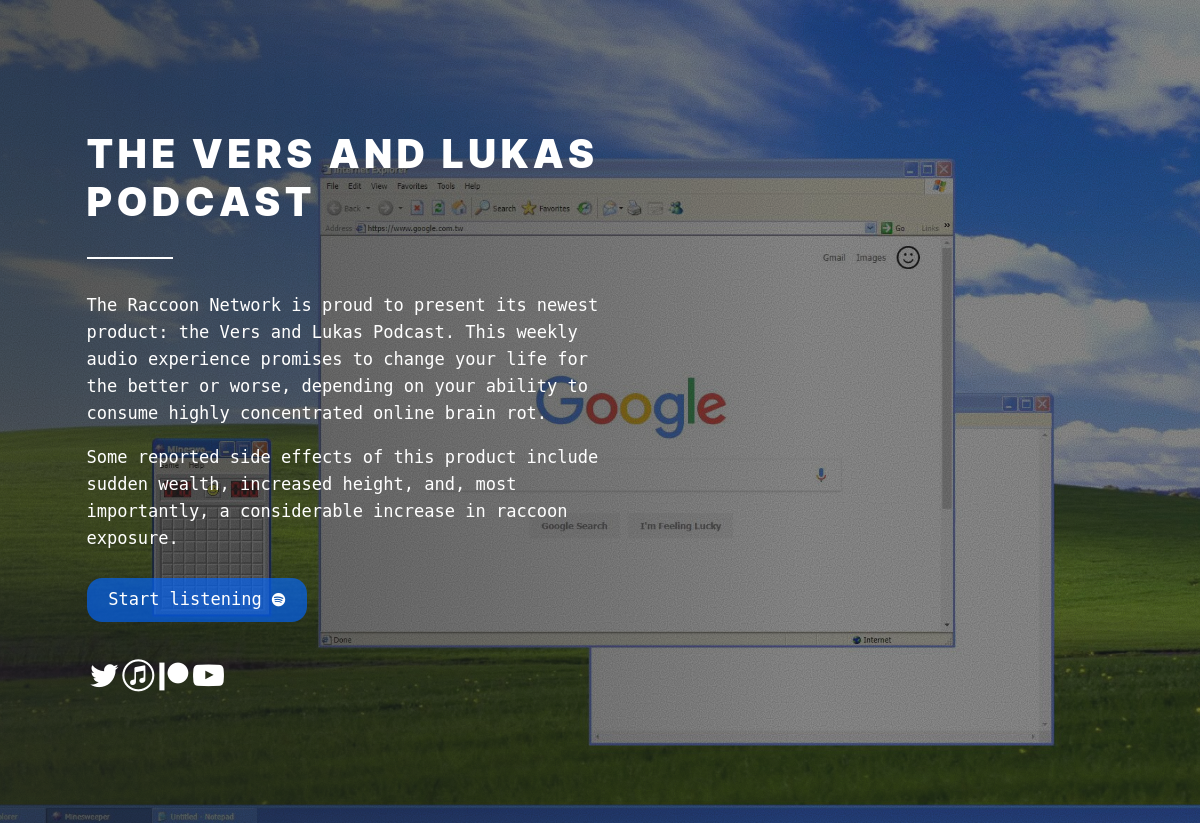 THE VERS AND LUKAS
PODCAST
The Raccoon Network is proud to present its newest
product: the Vers and Lukas Podcast. This weekly
audio experience promises to change your life for
the better or worse, depending on your ability to
consume highly concentrated online brain rot.
Some reported side effects of this product include
sudden wealth, increased height, and, most
importantly, a considerable increase in raccoon
exposure.
Start listening
Internet Explorer
File Edit View Favorites Tools Help
Back Search Favorites
Address https://www.google.com.tw Go Links »
Gmail Images
Google
Google Search I'm Feeling Lucky
Done Internet
Help
Minesweeper Untitled - Notepad